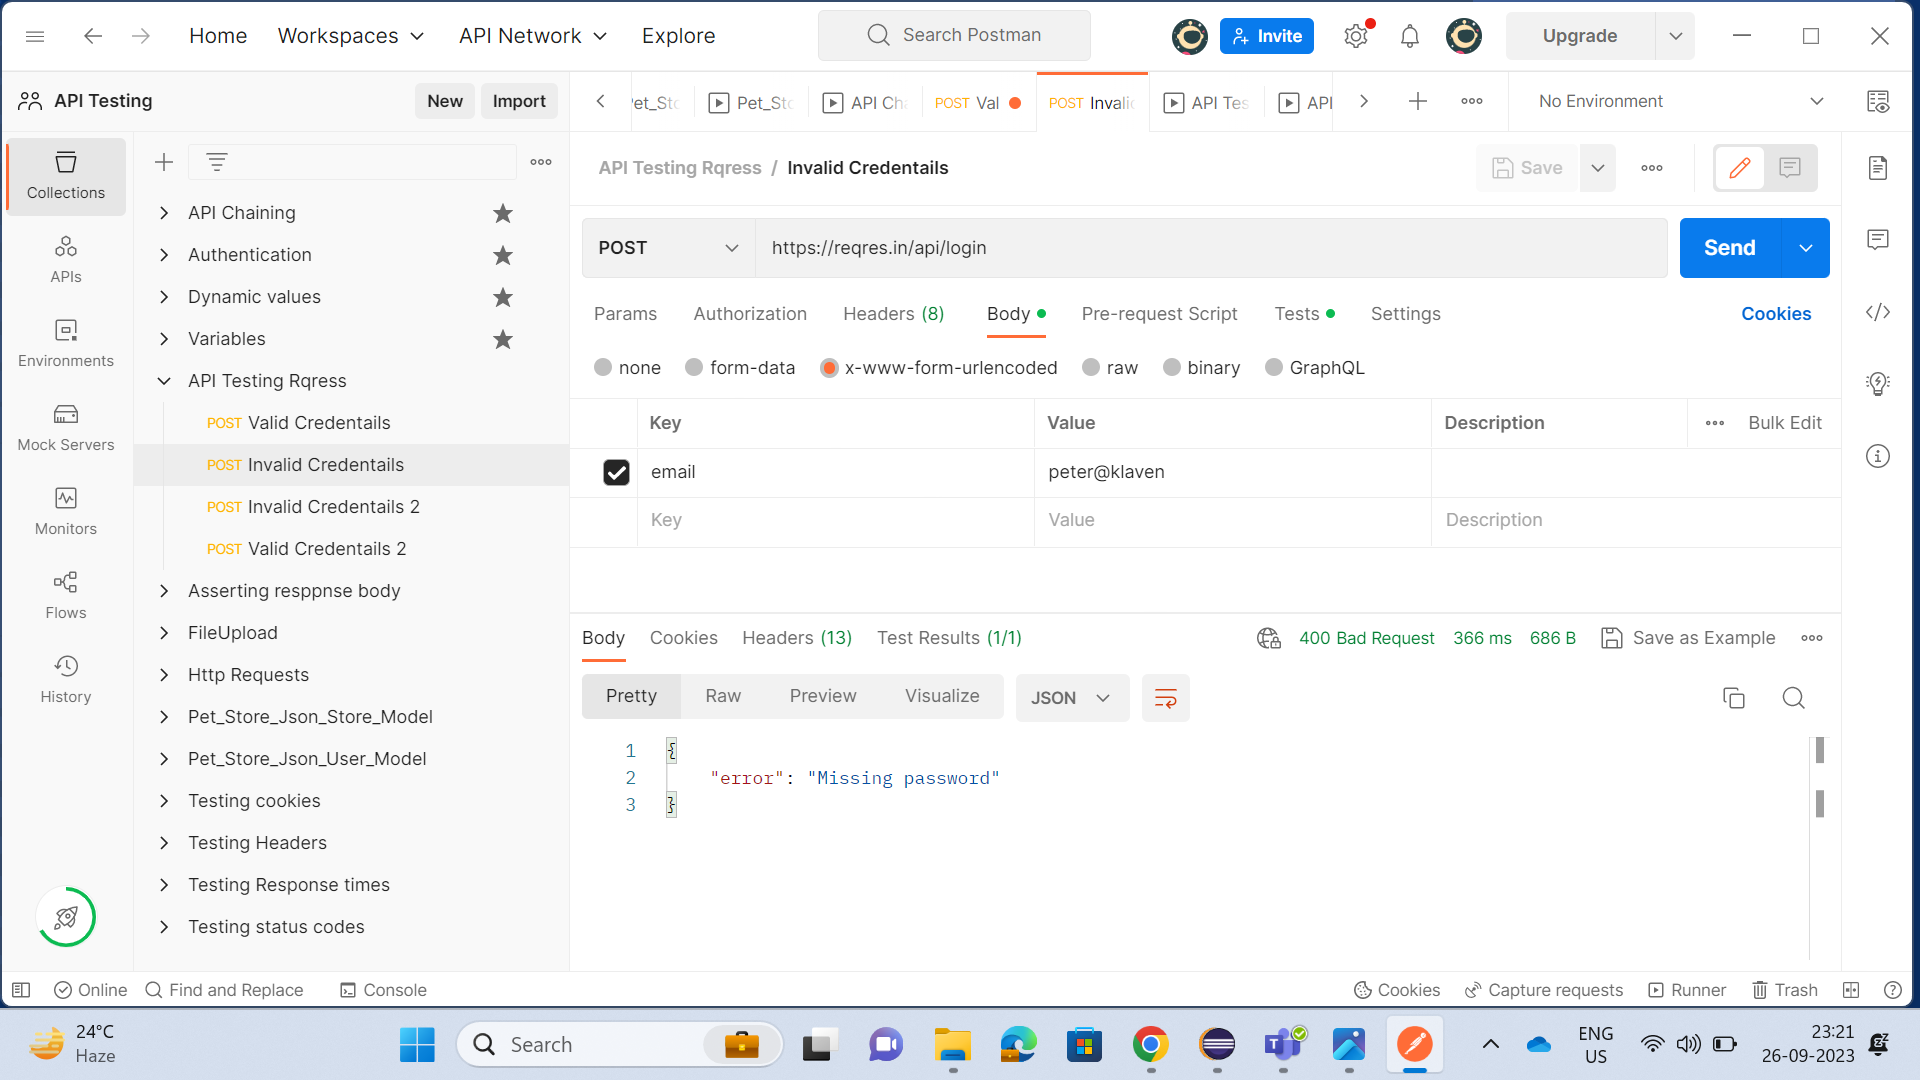 Home Workspaces API Network Explore Search Postman Invite Upgrade
API Testing New Import
Pet_Sto API Ch POST Val POST Invalid API Tes API No Environment
Collections
APIs
Environments
Mock Servers
Monitors
Flows
History
API Chaining
Authentication
Dynamic values
Variables
API Testing Rqress
POST Valid Credentails
POST Invalid Credentails
POST Invalid Credentails 2
POST Valid Credentails 2
Asserting resppnse body
FileUpload
Http Requests
Pet_Store_Json_Store_Model
Pet_Store_Json_User_Model
Testing cookies
Testing Headers
Testing Response times
Testing status codes
API Testing Rqress / Invalid Credentails Save
POST https://reqres.in/api/login Send
Params Authorization Headers (8) Body Pre-request Script Tests Settings Cookies
none form-data x-www-form-urlencoded raw binary GraphQL
Key Value Description Bulk Edit
email peter@klaven
Key Value Description
Body Cookies Headers (13) Test Results (1/1) 400 Bad Request 366 ms 686 B Save as Example
Pretty Raw Preview Visualize JSON
1 {
2 "error": "Missing password"
3 }
Online Find and Replace Console Cookies Capture requests Runner Trash
24°C
Haze
Search
ENG
US
23:21
26-09-2023